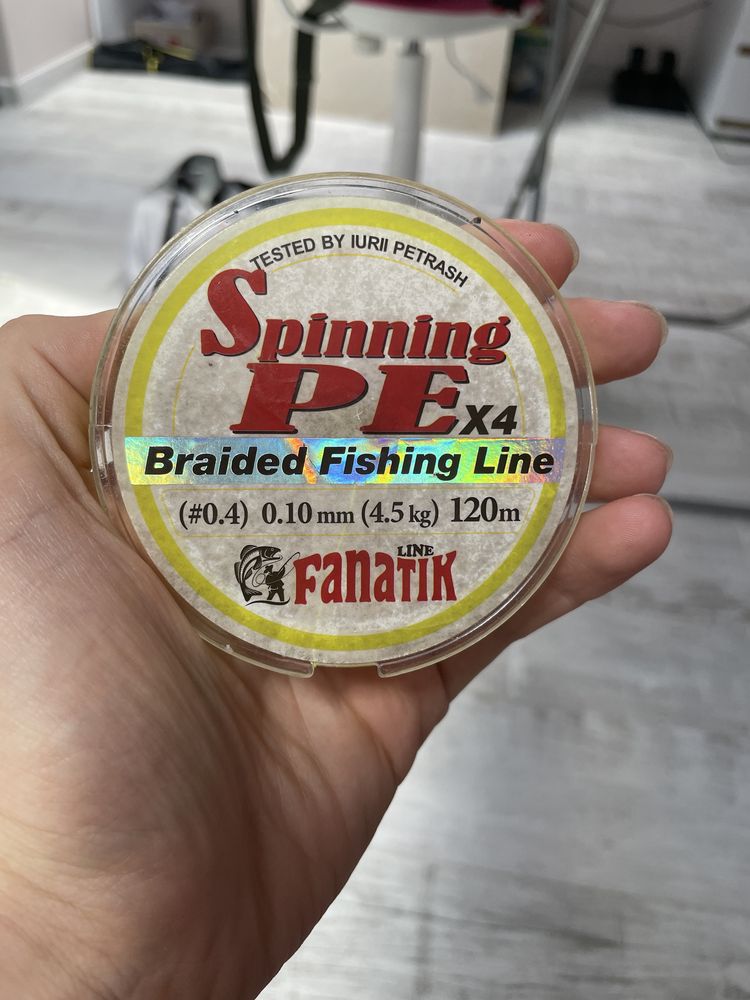 TESTED BY IURII PETRASH
Spinning
PE X4
Braided Fishing Line
(#0.4) 0.10 mm (4.5 kg) 120m
FANATIK LINE